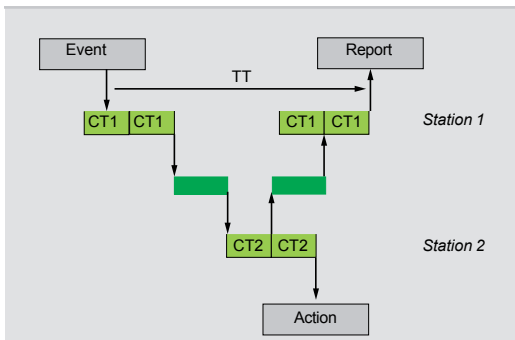 Event Report
TT
CT1 CT1 CT1 CT1 Station 1
CT2 CT2 Station 2
Action